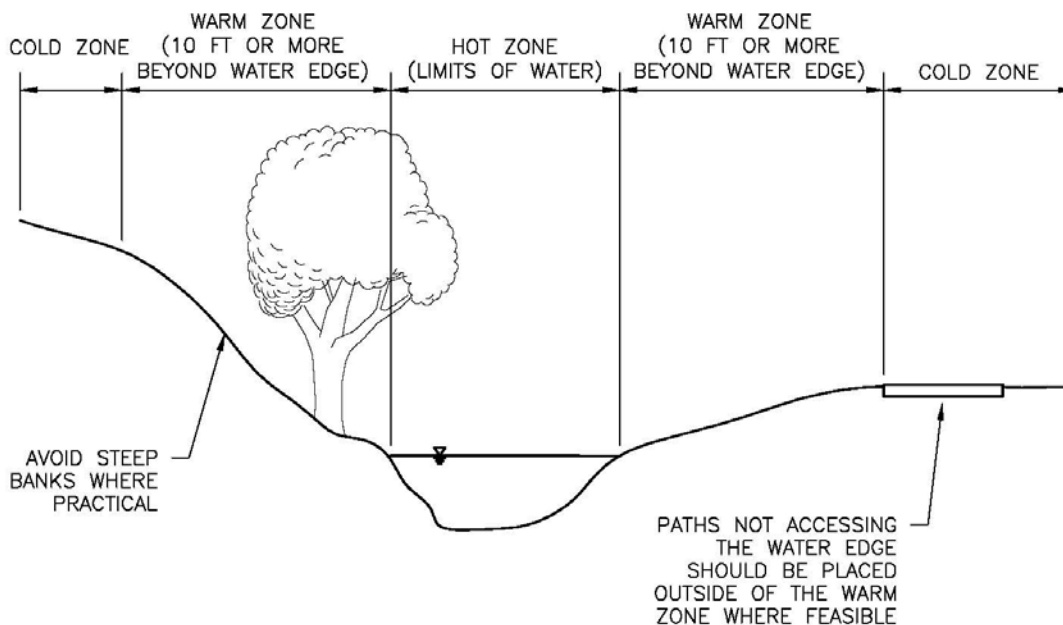 COLD ZONE
WARM ZONE
(10 FT OR MORE
BEYOND WATER EDGE)
HOT ZONE
(LIMITS OF WATER)
WARM ZONE
(10 FT OR MORE
BEYOND WATER EDGE)
COLD ZONE
AVOID STEEP
BANKS WHERE
PRACTICAL
PATHS NOT ACCESSING
THE WATER EDGE
SHOULD BE PLACED
OUTSIDE OF THE WARM
ZONE WHERE FEASIBLE